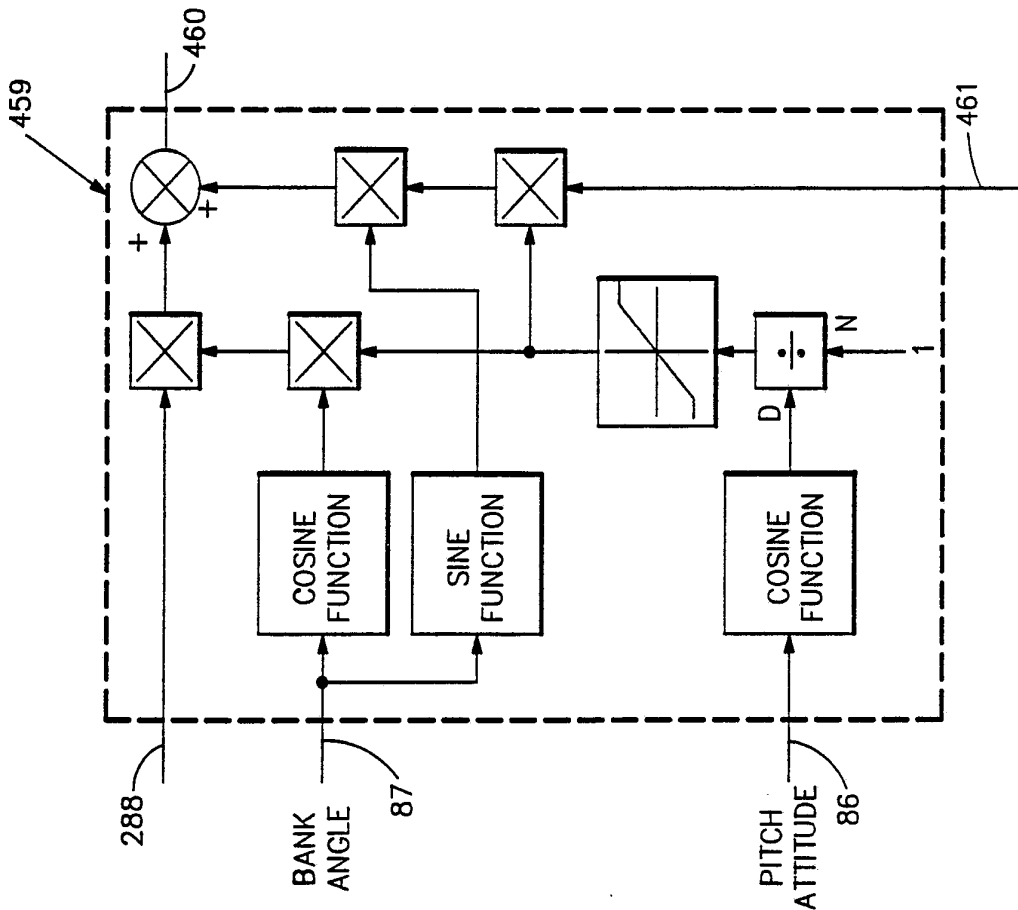 459
460
+
+
288
COSINE
FUNCTION
BANK
ANGLE
87
SINE
FUNCTION
461
D
N
1
COSINE
FUNCTION
PITCH
ATTITUDE
86